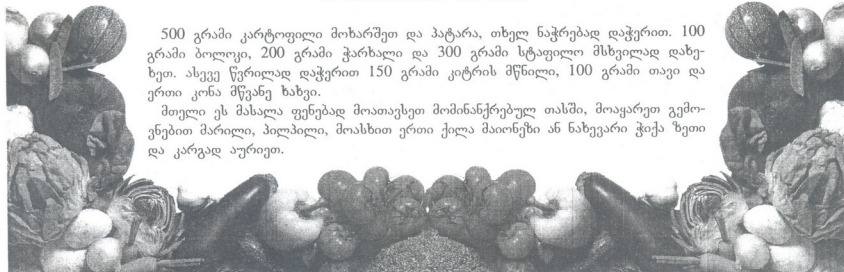 500 გრამი კარტოფილი მოხარშეთ და პატარა, თხელ ნაჭრებად დაჭერით. 100
გრამი ბოლოკი, 200 გრამი ჭარხალი და 300 გრამი სტაფილო მსხვილად დახე-
ხეთ. ასევე წვრილად დაჭერით 150 გრამი კიტრის მწნილი, 100 გრამი თავი და
ერთი კონა მწვანე ხახვი.
მთელი ეს მასალა ფენებად მოათავსეთ მომინანქრებულ თასში, მოაყარეთ გემო-
ვნებით მარილი, პილპილი, მოასხით ერთი ქილა მაიონეზი ან ნახევარი ჭიქა ზეთი
და კარგად აურიეთ.